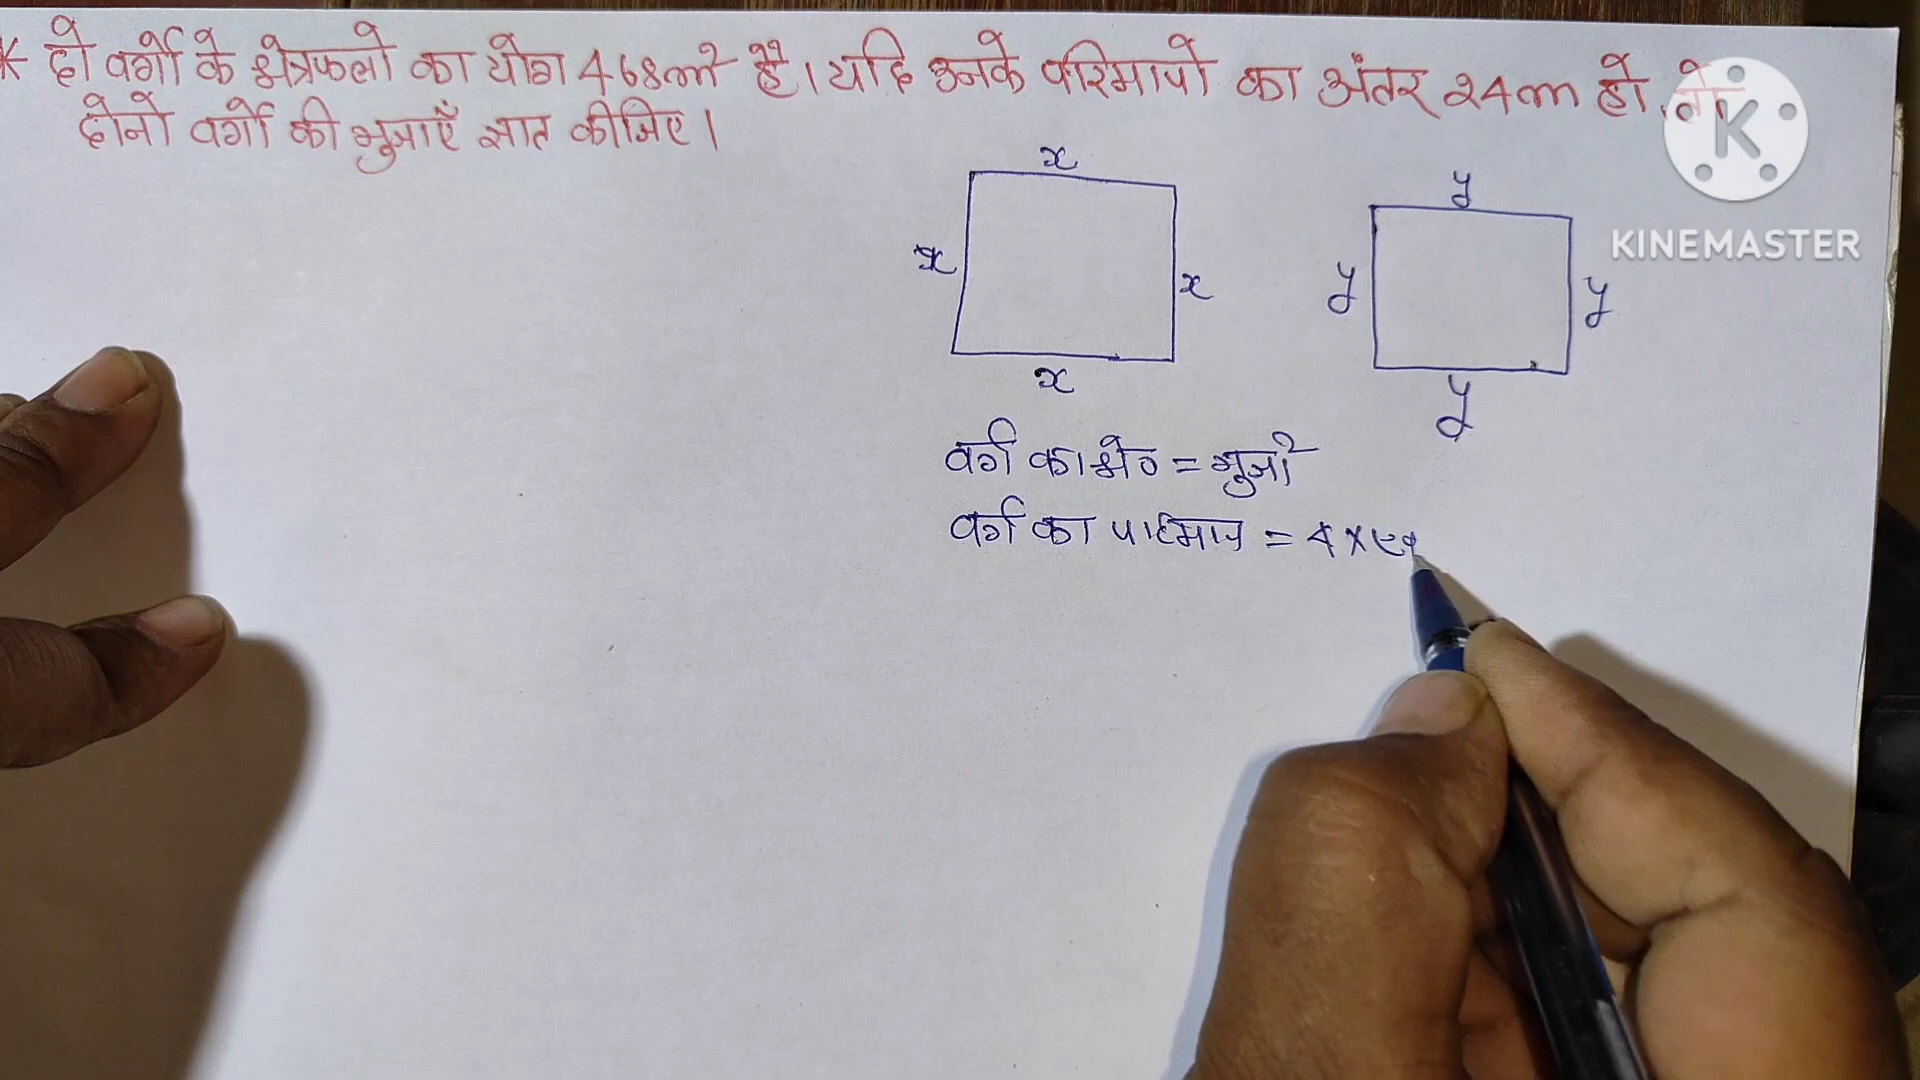 * दो वर्गो के क्षेत्रफलो का योग 468m² है। यदि उनके परिमापो का अंतर 24m हो, तो
दोनो वर्गो की भुजाएँ ज्ञात कीजिए।
x
x
x
x
y
y
y
y
K
KINEMASTER
वर्ग का क्षे० = भुजा²
वर्ग का परिमाप = 4 x